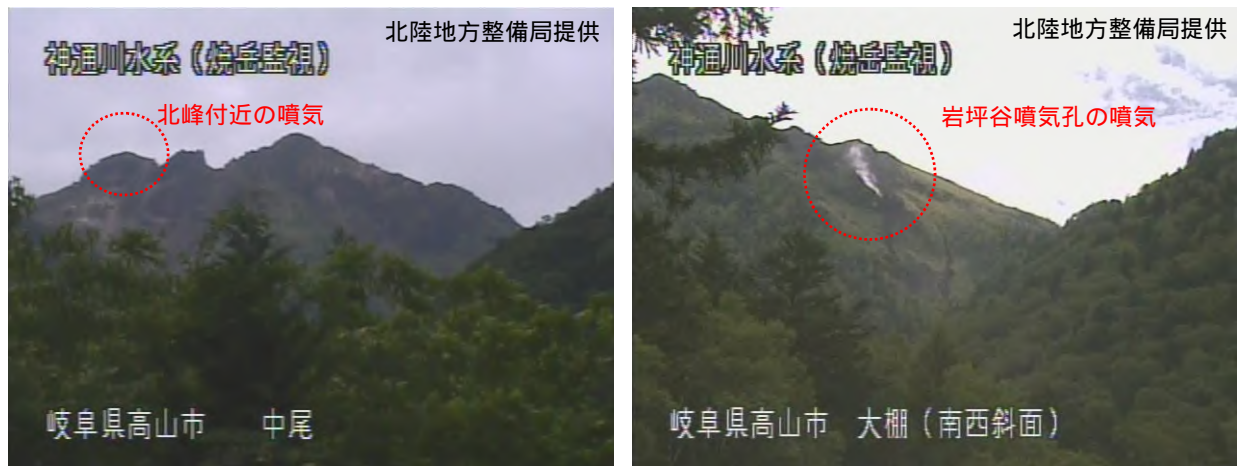 北陸地方整備局提供
神通川水系（焼岳監視）
北峰付近の噴気
岐阜県高山市 中尾
北陸地方整備局提供
神通川水系（焼岳監視）
岩坪谷噴気孔の噴気
岐阜県高山市 大棚（南西斜面）